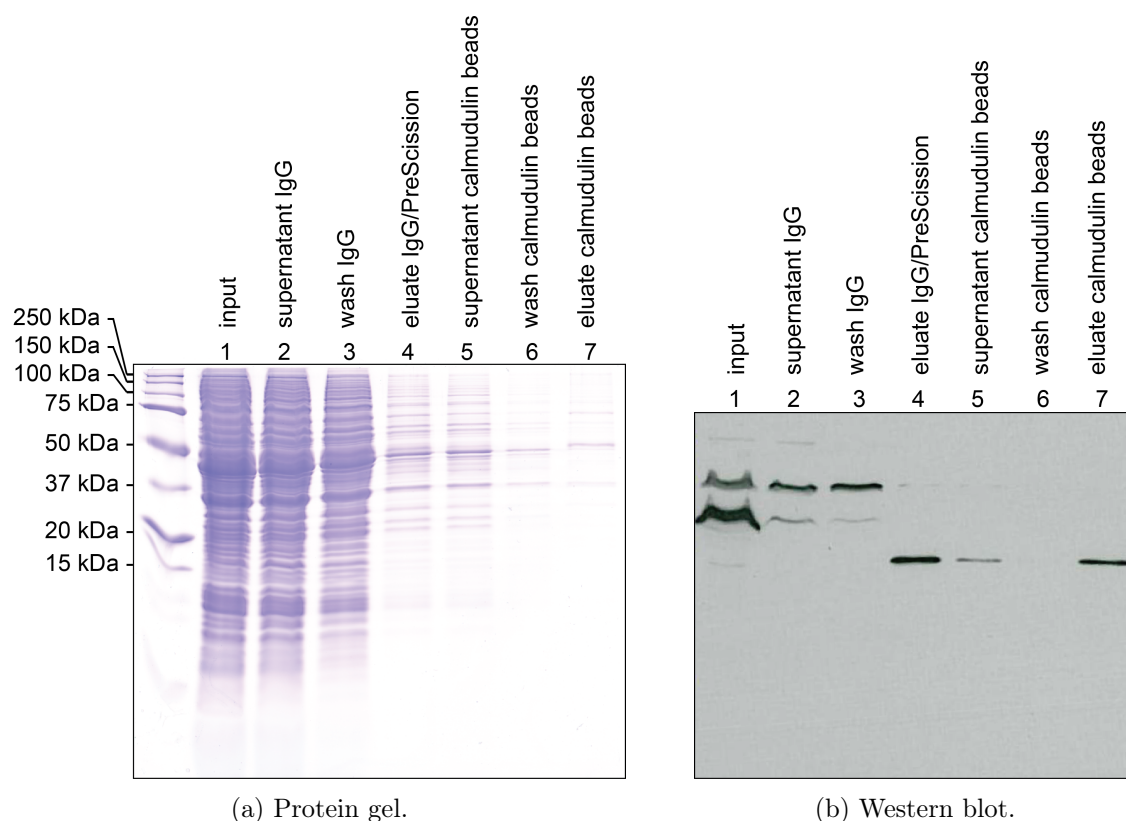 input
supernatant IgG
wash IgG
eluate IgG/PreScission
supernatant calmudulin beads
wash calmudulin beads
eluate calmudulin beads
1 2 3 4 5 6 7
250 kDa
150 kDa
100 kDa
75 kDa
50 kDa
37 kDa
20 kDa
15 kDa
(a) Protein gel.
input
supernatant IgG
wash IgG
eluate IgG/PreScission
supernatant calmudulin beads
wash calmudulin beads
eluate calmudulin beads
1 2 3 4 5 6 7
(b) Western blot.